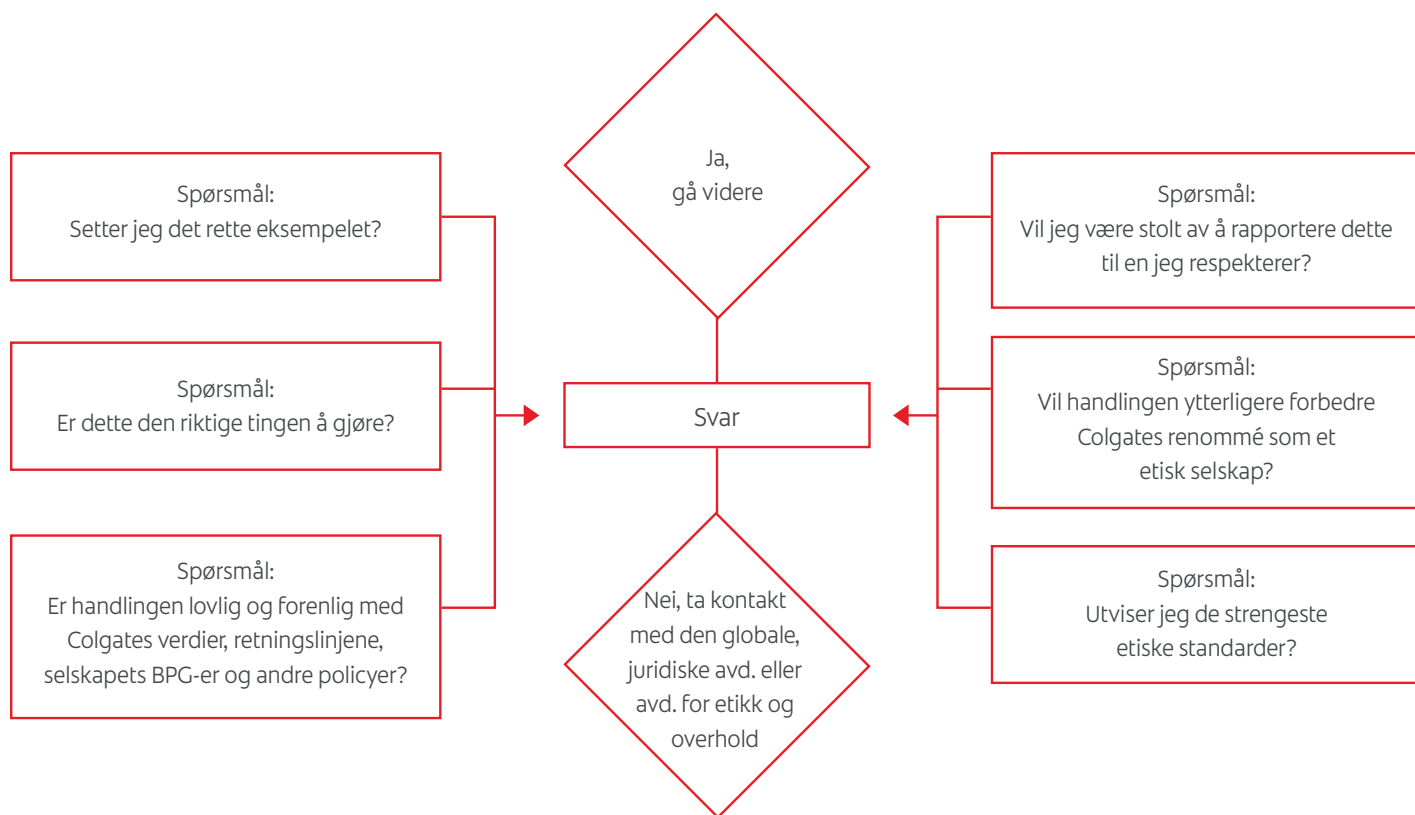 Ja,
gå videre
Spørsmål:
Setter jeg det rette eksempelet?
Spørsmål:
Er dette den riktige tingen å gjøre?
Spørsmål:
Er handlingen lovlig og forenlig med
Colgates verdier, retningslinjene,
selskapets BPG-er og andre policyer?
Svar
Nei, ta kontakt
med den globale,
juridiske avd. eller
avd. for etikk og
overhold
Spørsmål:
Vil jeg være stolt av å rapportere dette
til en jeg respekterer?
Spørsmål:
Vil handlingen ytterligere forbedre
Colgates renommé som et
etisk selskap?
Spørsmål:
Utviser jeg de strengeste
etiske standarder?